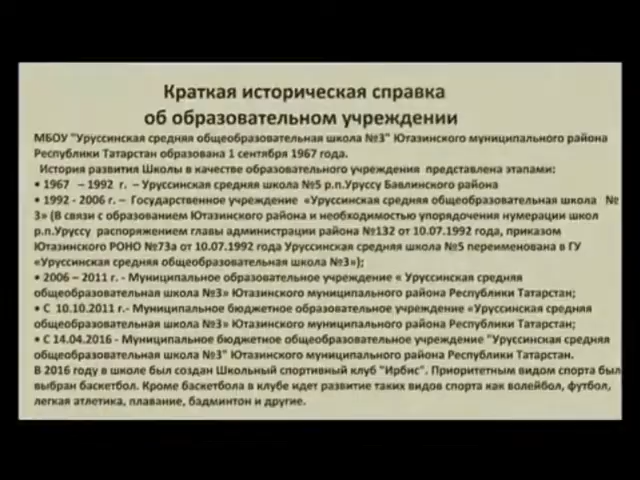 Краткая историческая справка
об образовательном учреждении
МБОУ "Уруссинская средняя общеобразовательная школа №3" Ютазинского муниципального района
Республики Татарстан образована 1 сентября 1967 года.
История развития Школы в качестве образовательного учреждения представлена этапами:
• 1967 – 1992 г. – Уруссинская средняя школа №5 р.п.Уруссу Бавлинского района
• 1992 - 2006 г. – Государственное учреждение «Уруссинская средняя общеобразовательная школа №
3» (В связи с образованием Ютазинского района и необходимостью упорядочения нумерации школ
р.п.Уруссу распоряжением главы администрации района №132 от 10.07.1992 года, приказом
Ютазинского РОНО №73а от 10.07.1992 года Уруссинская средняя школа №5 переименована в ГУ
«Уруссинская средняя общеобразовательная школа №3»);
• 2006 – 2011 г. - Муниципальное образовательное учреждение « Уруссинская средняя
общеобразовательная школа №3» Ютазинского муниципального района Республики Татарстан;
• С 10.10.2011 г.- Муниципальное бюджетное образовательное учреждение «Уруссинская средняя
общеобразовательная школа №3» Ютазинского муниципального района Республики Татарстан;
• С 14.04.2016 - Муниципальное бюджетное общеобразовательное учреждение "Уруссинская средняя
общеобразовательная школа №3" Ютазинского муниципального района Республики Татарстан.
В 2016 году в школе был создан Школьный спортивный клуб "Ирбис". Приоритетным видом спорта был
выбран баскетбол. Кроме баскетбола в клубе идет развитие таких видов спорта как волейбол, футбол,
легкая атлетика, плавание, бадминтон и другие.